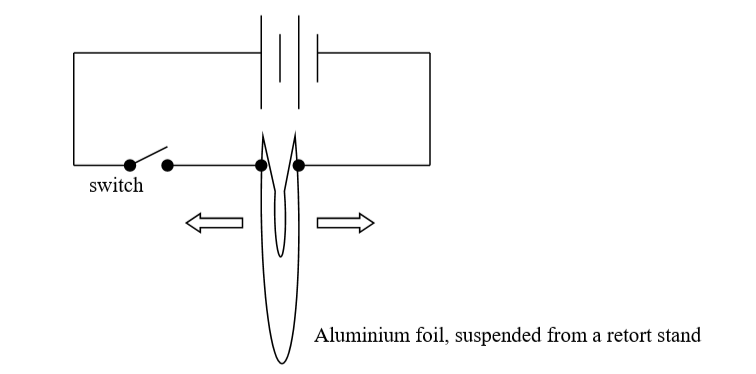 switch
Aluminium foil, suspended from a retort stand